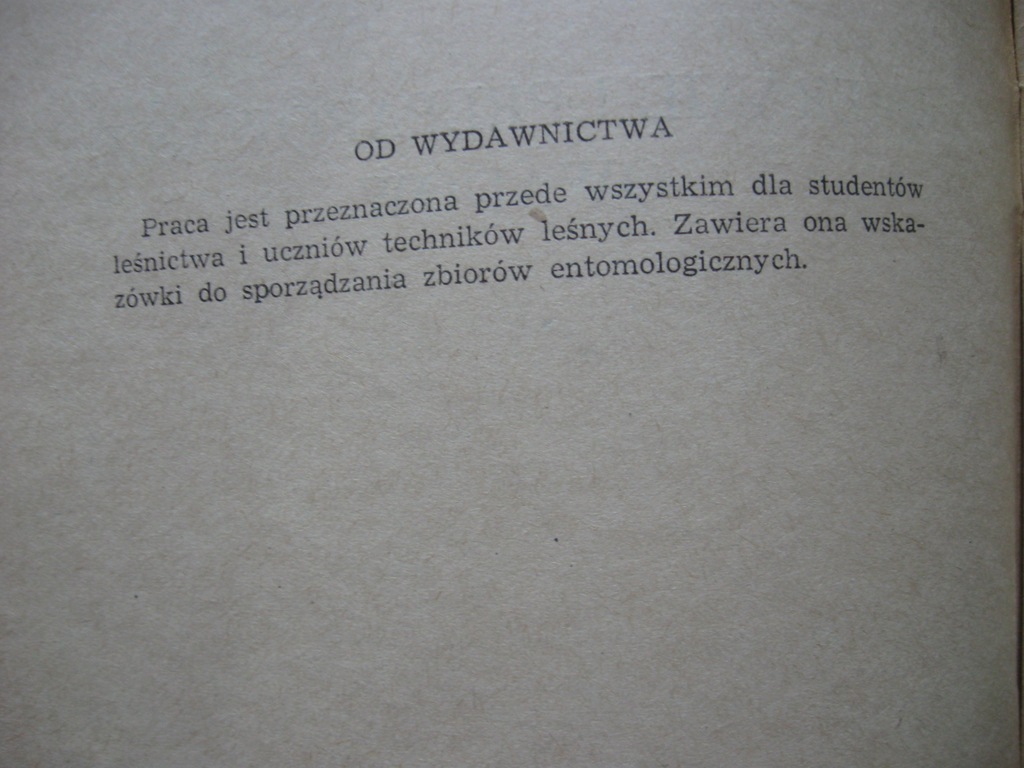 OD WYDAWNICTWA
Praca jest przeznaczona przede wszystkim dla studentów
leśnictwa i uczniów techników leśnych. Zawiera ona wska-
zówki do sporządzania zbiorów entomologicznych.